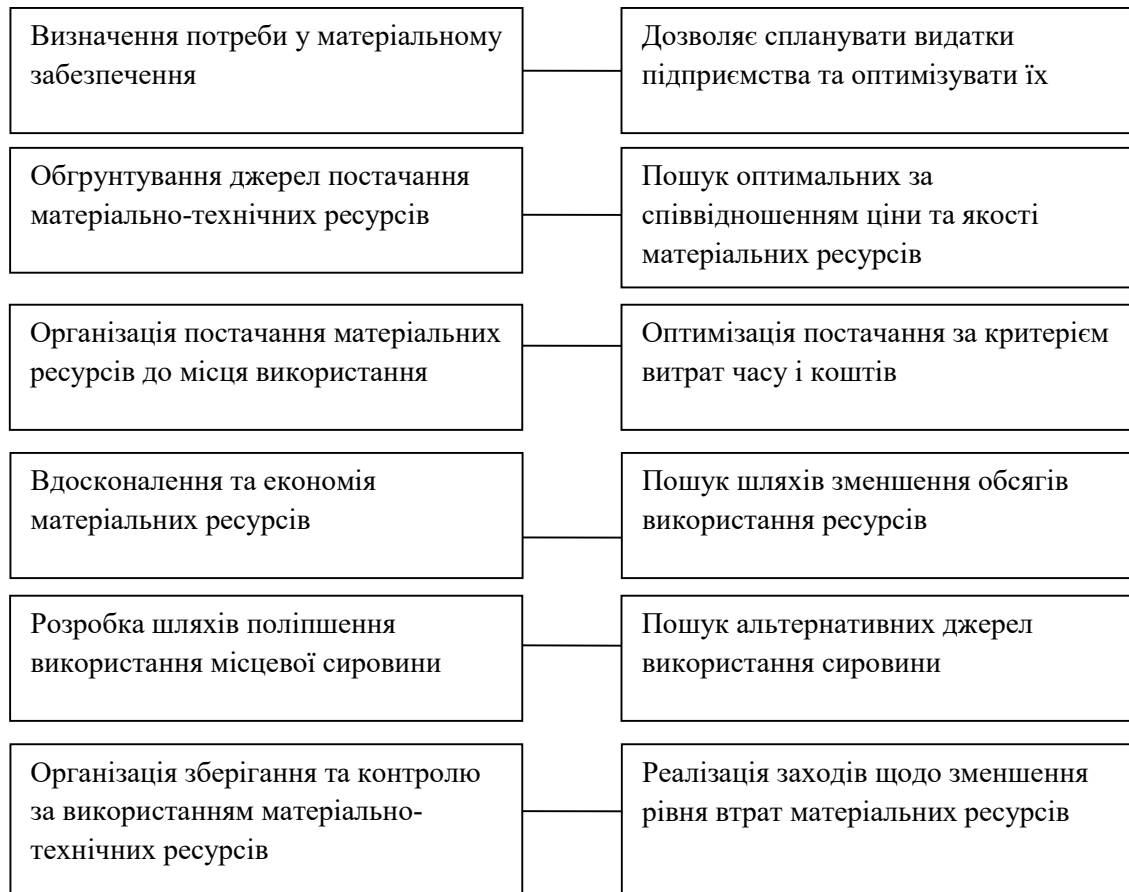 Визначення потреби у матеріальному
забезпечення
Дозволяє спланувати видатки
підприємства та оптимізувати їх
Обгрунтування джерел постачання
матеріально-технічних ресурсів
Пошук оптимальних за
співвідношенням ціни та якості
матеріальних ресурсів
Організація постачання матеріальних
ресурсів до місця використання
Оптимізація постачання за критерієм
витрат часу і коштів
Вдосконалення та економія
матеріальних ресурсів
Пошук шляхів зменшення обсягів
використання ресурсів
Розробка шляхів поліпшення
використання місцевої сировини
Пошук альтернативних джерел
використання сировини
Організація зберігання та контролю
за використанням матеріально-
технічних ресурсів
Реалізація заходів щодо зменшення
рівня втрат матеріальних ресурсів